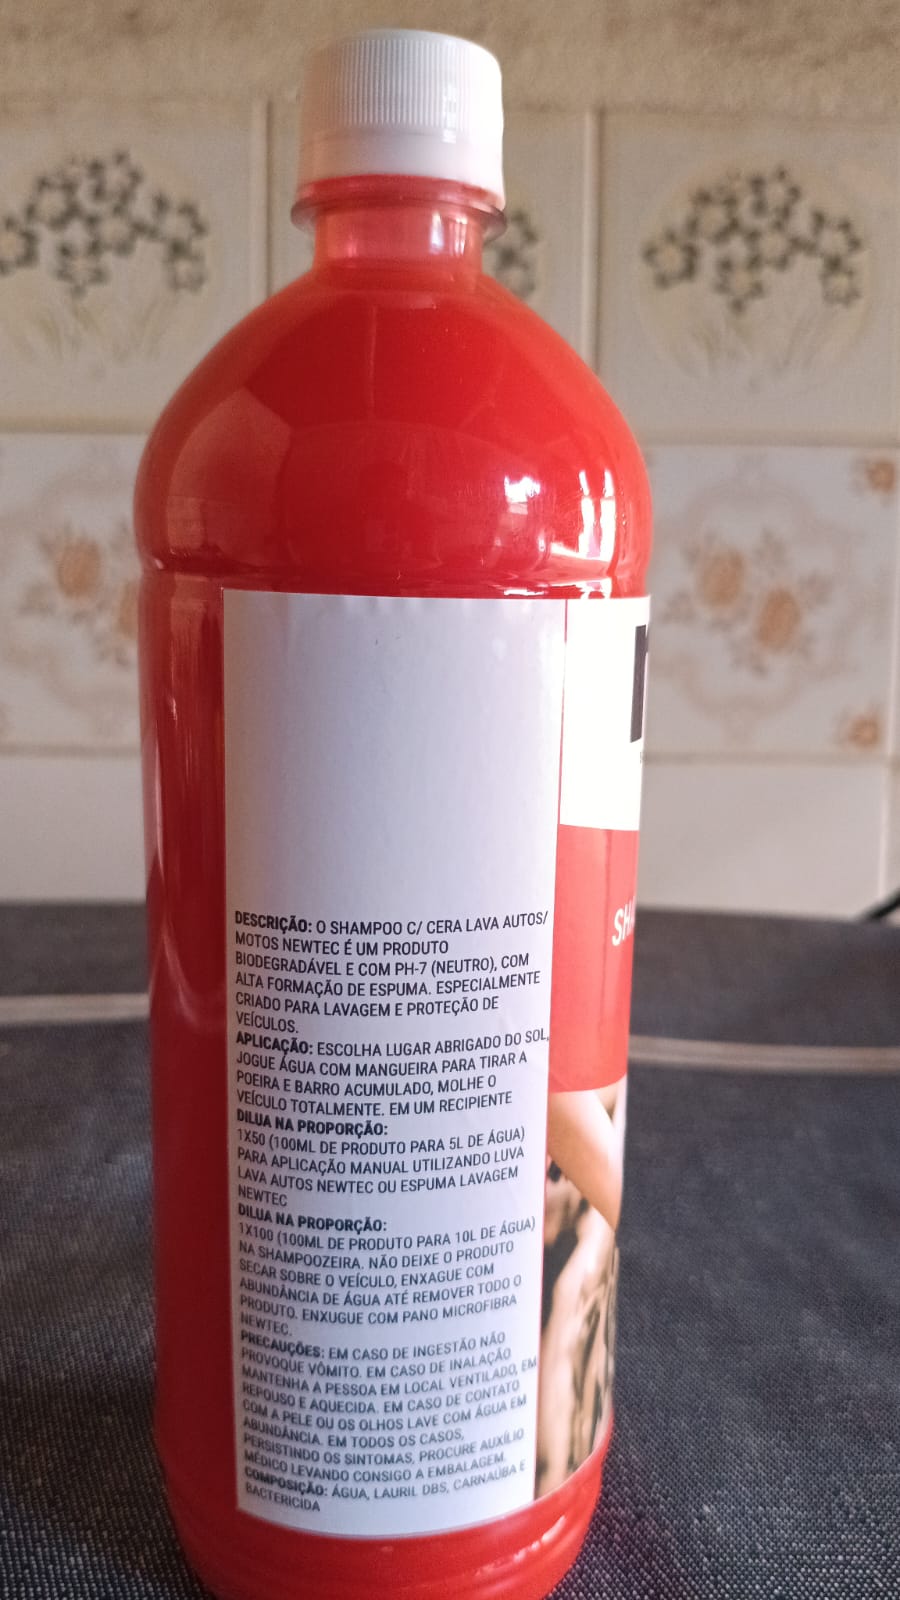 DESCRIÇÃO: O SHAMPOO C/ CERA LAVA AUTOS/
MOTOS NEWTEC É UM PRODUTO
BIODEGRADÁVEL E COM PH-7 (NEUTRO), COM
ALTA FORMAÇÃO DE ESPUMA. ESPECIALMENTE
CRIADO PARA LAVAGEM E PROTEÇÃO DE
VEÍCULOS.
APLICAÇÃO: ESCOLHA LUGAR ABRIGADO DO SOL,
JOGUE ÁGUA COM MANGUEIRA PARA TIRAR A
POEIRA E BARRO ACUMULADO, MOLHE O
VEÍCULO TOTALMENTE. EM UM RECIPIENTE
DILUA NA PROPORÇÃO:
1X50 (100ML DE PRODUTO PARA 5L DE ÁGUA)
PARA APLICAÇÃO MANUAL UTILIZANDO LUVA
LAVA AUTOS NEWTEC OU ESPUMA LAVAGEM
NEWTEC
DILUA NA PROPORÇÃO:
1X100 (100ML DE PRODUTO PARA 10L DE ÁGUA)
NA SHAMPOOZEIRA. NÃO DEIXE O PRODUTO
SECAR SOBRE O VEÍCULO, ENXAGUE COM
ABUNDÂNCIA DE ÁGUA ATÉ REMOVER TODO O
PRODUTO. ENXUGUE COM PANO MICROFIBRA
NEWTEC.
PRECAUÇÕES: EM CASO DE INGESTÃO NÃO
PROVOQUE VÔMITO. EM CASO DE INALAÇÃO
MANTENHA A PESSOA EM LOCAL VENTILADO, EM
REPOUSO E AQUECIDA. EM CASO DE CONTATO
COM A PELE OU OS OLHOS LAVE COM ÁGUA EM
ABUNDÂNCIA. EM TODOS OS CASOS,
PERSISTINDO OS SINTOMAS, PROCURE AUXÍLIO
MÉDICO LEVANDO CONSIGO A EMBALAGEM.
COMPOSIÇÃO: ÁGUA, LAURIL DBS, CARNAÚBA E
BACTERICIDA